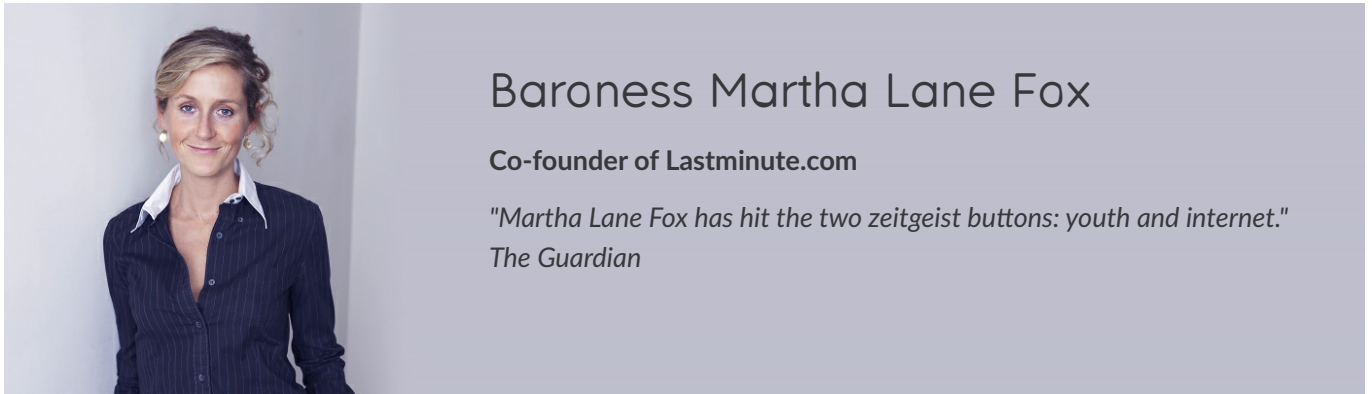 Baroness Martha Lane Fox
Co-founder of Lastminute.com
"Martha Lane Fox has hit the two zeitgeist buttons: youth and internet."
The Guardian